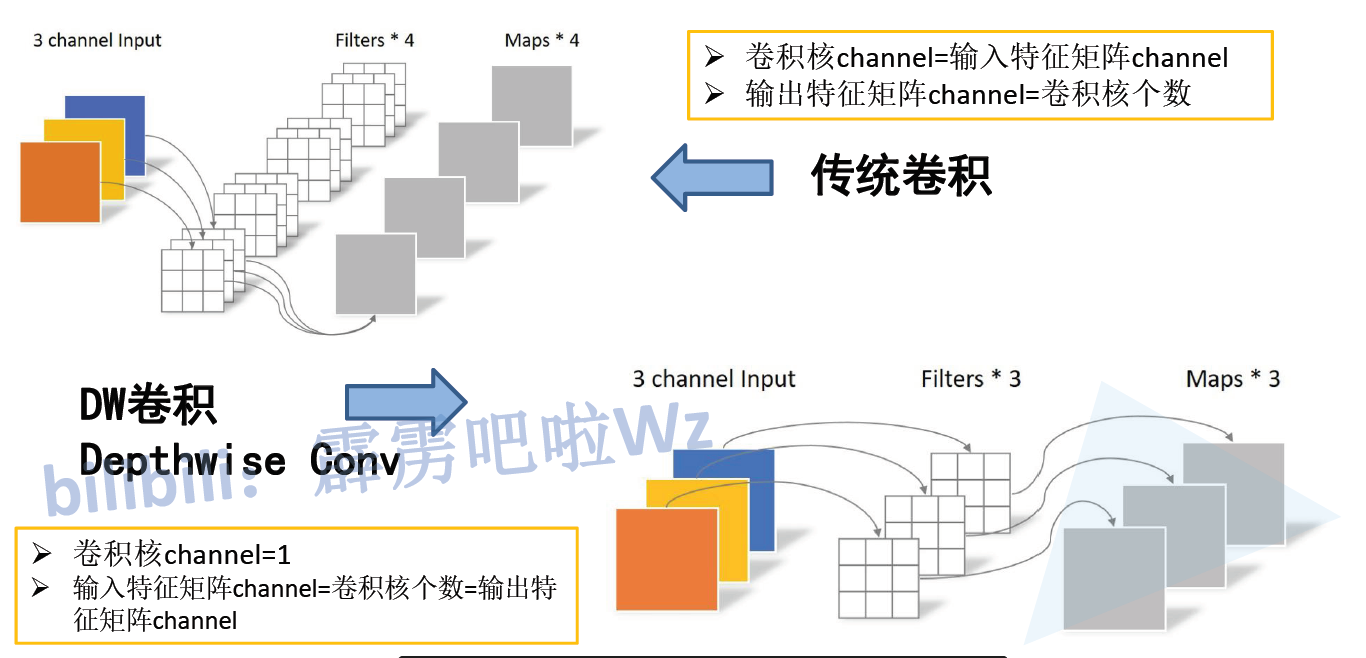 3 channel Input
Filters * 4
Maps * 4
➢ 卷积核channel=输入特征矩阵channel
➢ 输出特征矩阵channel=卷积核个数
传统卷积
DW卷积
Depthwise Conv
bilibili：霹雳吧啦Wz
3 channel Input
Filters * 3
Maps * 3
➢ 卷积核channel=1
➢ 输入特征矩阵channel=卷积核个数=输出特
征矩阵channel